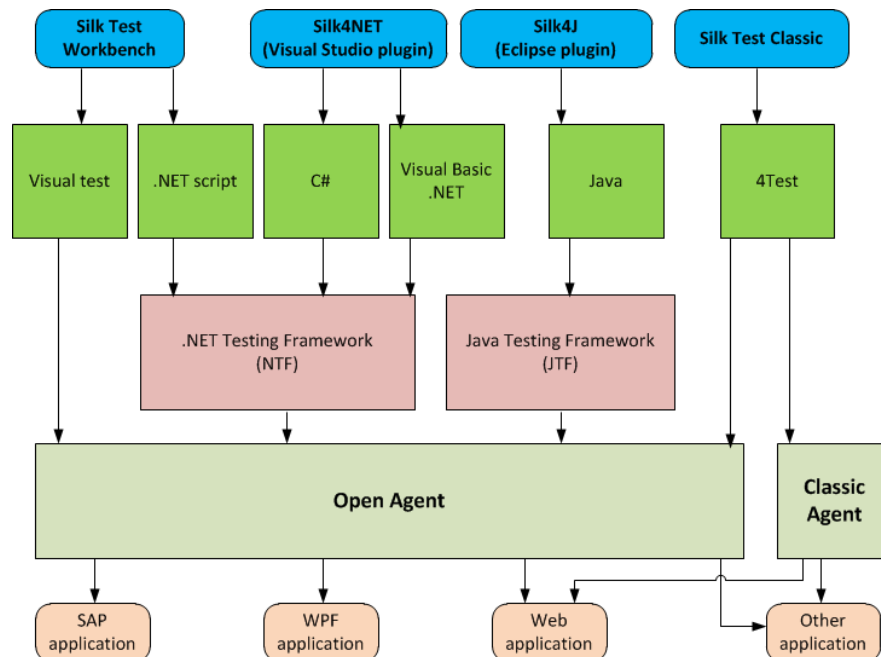 Silk Test
Workbench
Silk4NET
(Visual Studio plugin)
Silk4J
(Eclipse plugin)
Silk Test Classic
Visual test
.NET script
C#
Visual Basic
.NET
Java
4Test
.NET Testing Framework
(NTF)
Java Testing Framework
(JTF)
Open Agent
Classic
Agent
SAP
application
WPF
application
Web
application
Other
application